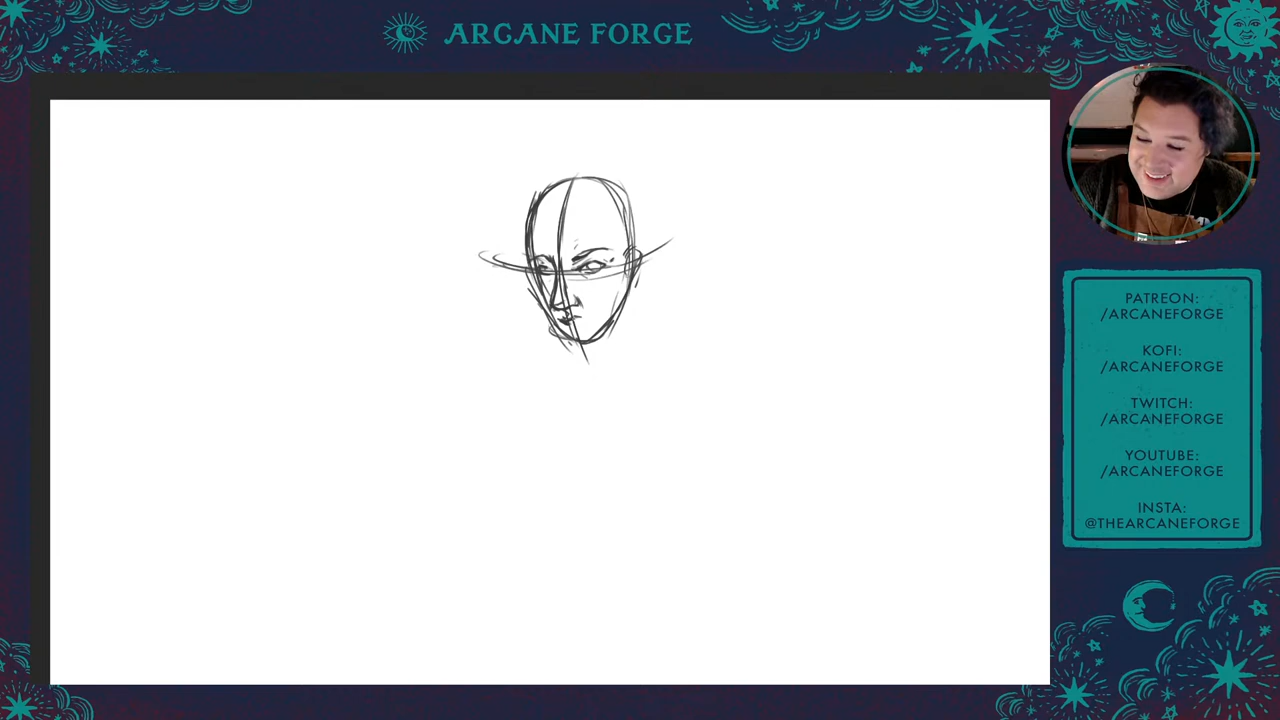 ARCANE FORGE
PATREON:
/ARCANEFORGE
KOFI:
/ARCANEFORGE
TWITCH:
/ARCANEFORGE
YOUTUBE:
/ARCANEFORGE
INSTA:
@THEARCANEFORGE